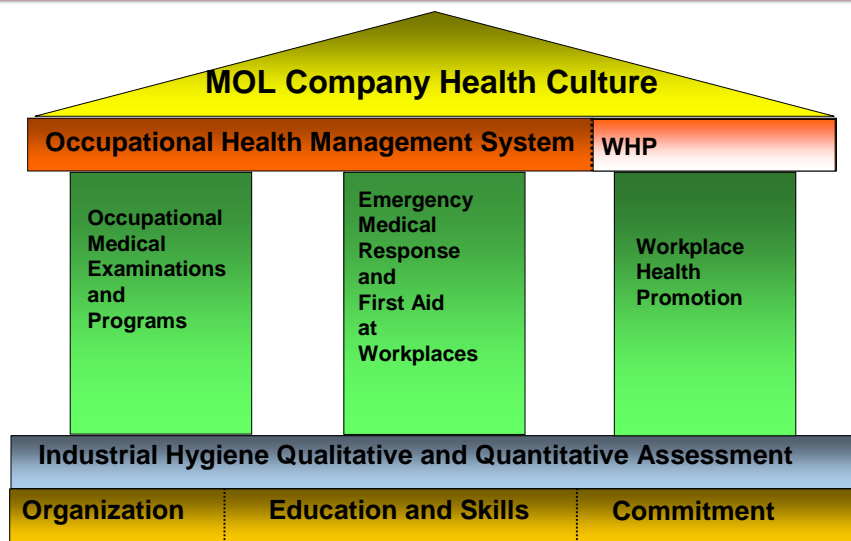 MOL Company Health Culture
Occupational Health Management System
WHP
Occupational
Medical
Examinations
and
Programs
Emergency
Medical
Response
and
First Aid
at
Workplaces
Workplace
Health
Promotion
Industrial Hygiene Qualitative and Quantitative Assessment
Organization
Education and Skills
Commitment